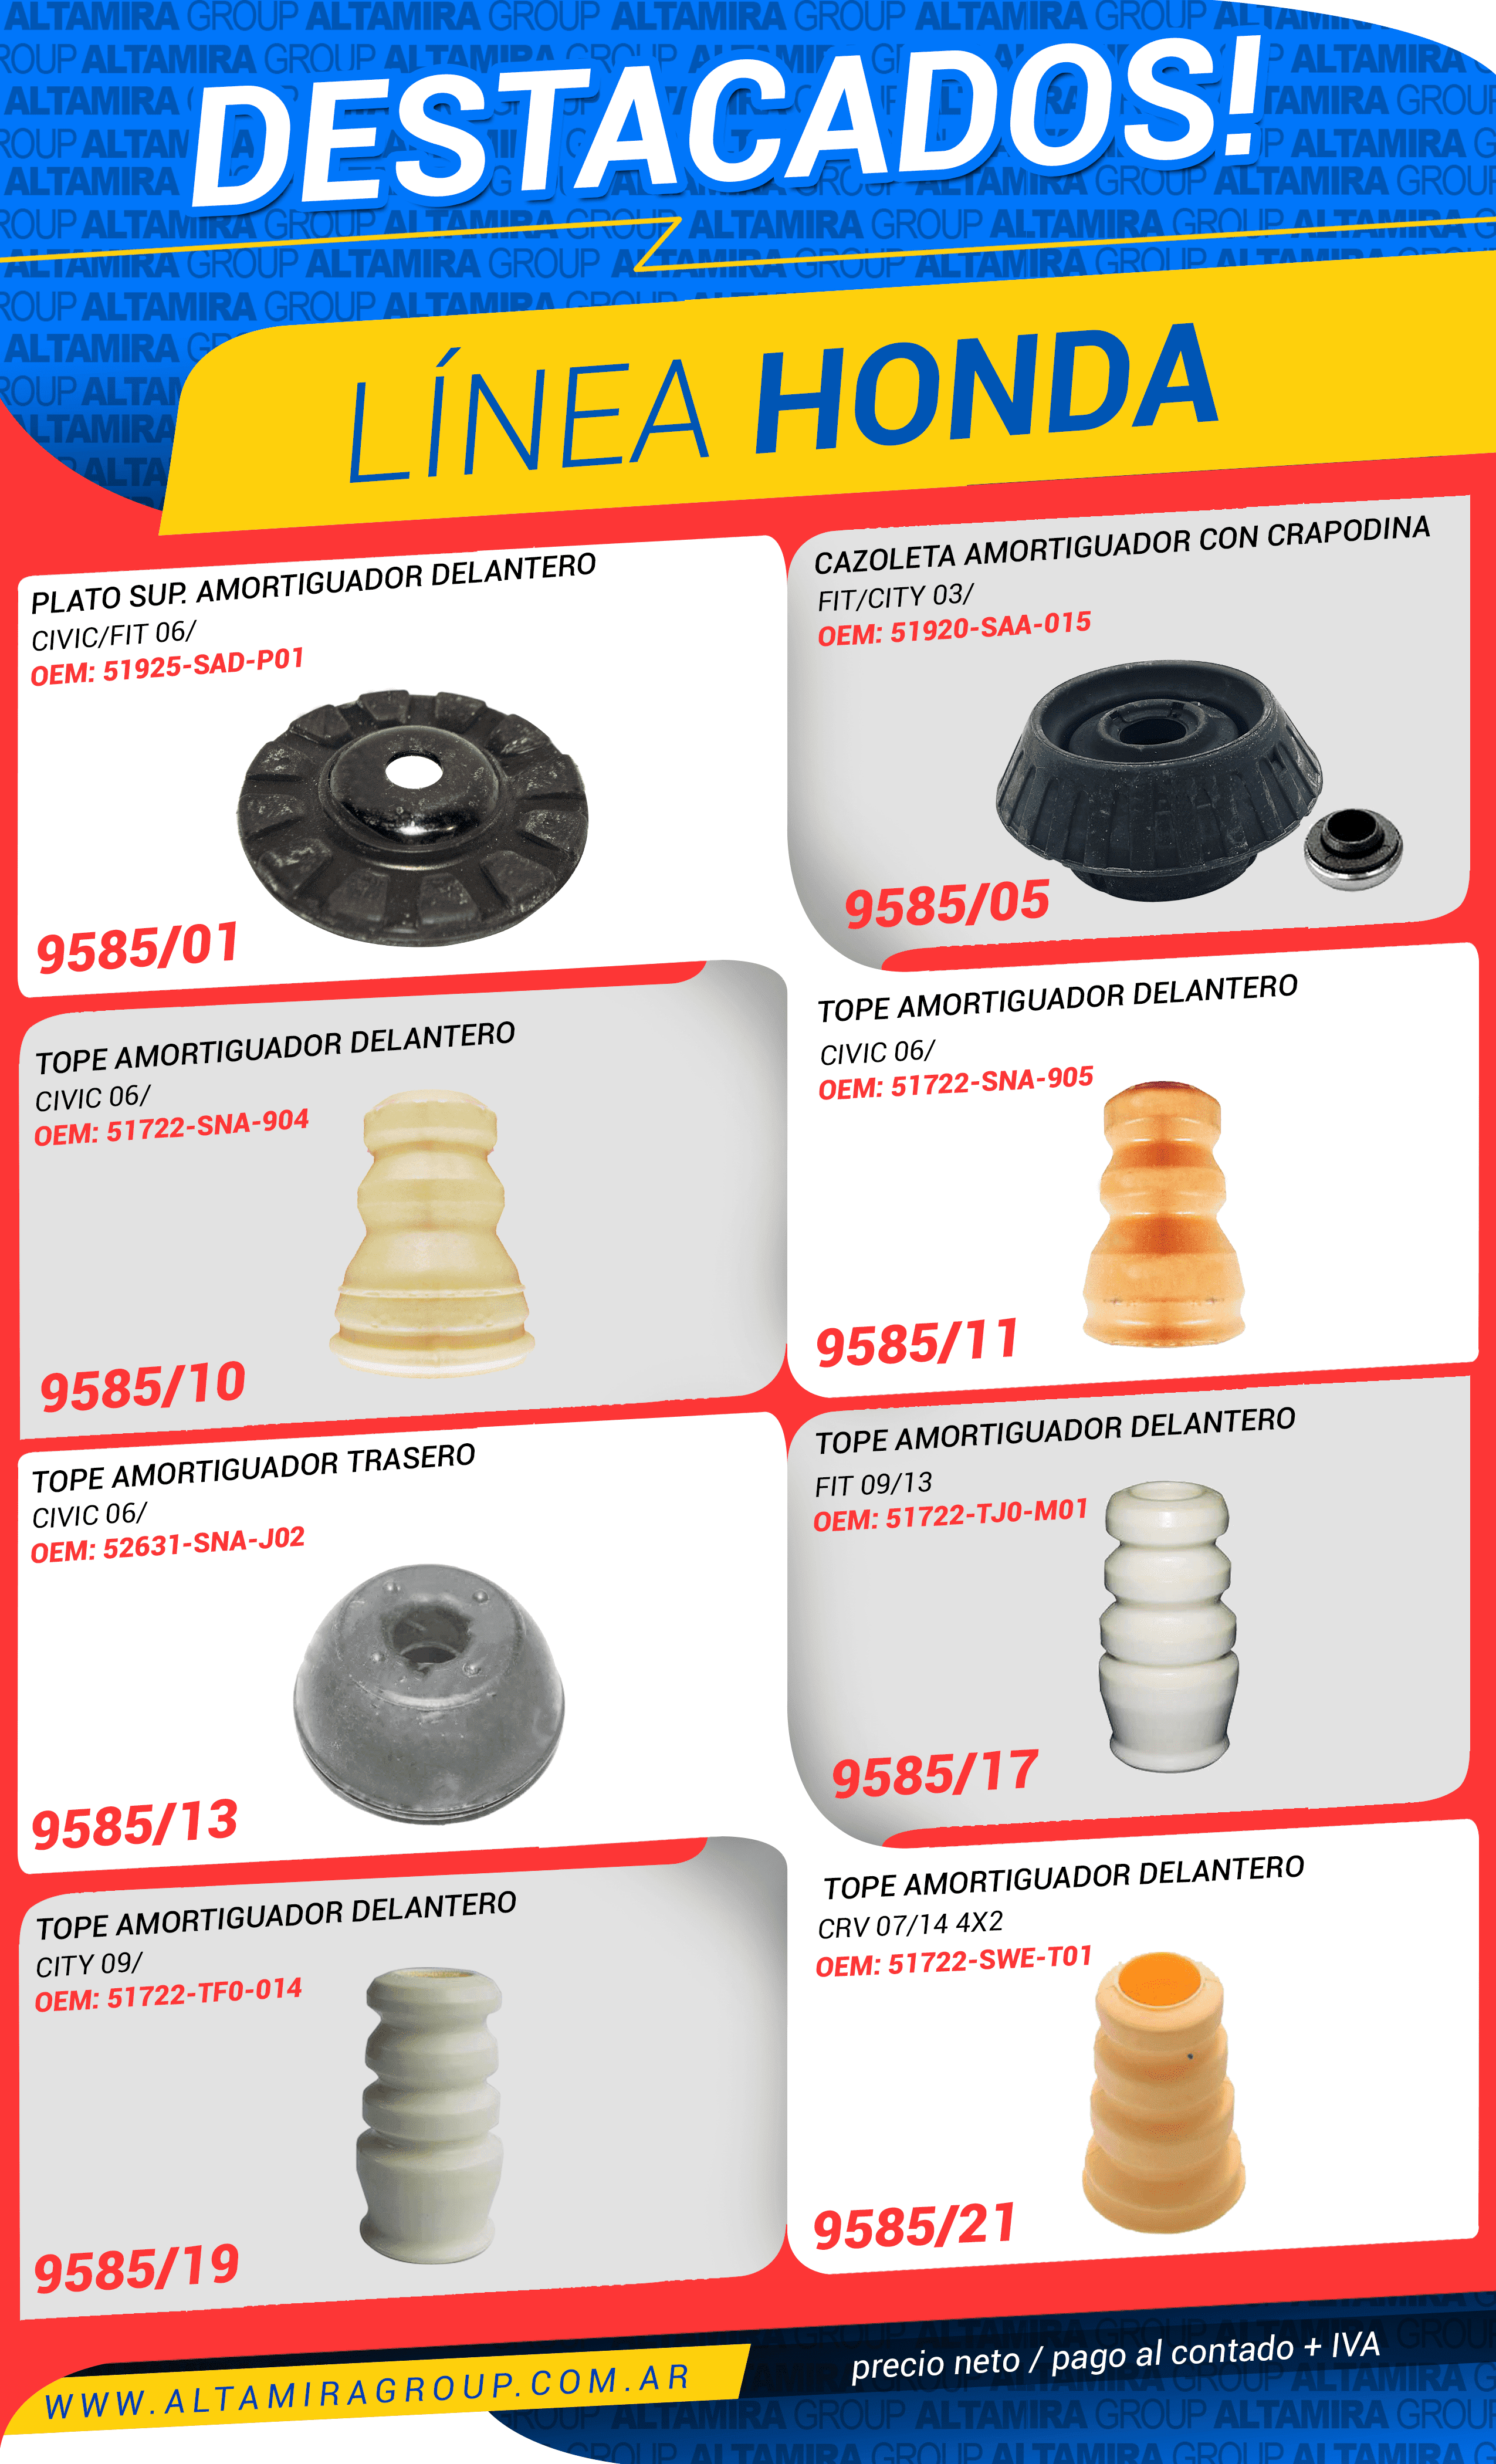 DESTACADOS!
LÍNEA HONDA
PLATO SUP. AMORTIGUADOR DELANTERO
CIVIC/FIT 06/
OEM: 51925-SAD-P01
9585/01
CAZOLETA AMORTIGUADOR CON CRAPODINA
FIT/CITY 03/
OEM: 51920-SAA-015
9585/05
TOPE AMORTIGUADOR DELANTERO
CIVIC 06/
OEM: 51722-SNA-904
9585/10
TOPE AMORTIGUADOR DELANTERO
CIVIC 06/
OEM: 51722-SNA-905
9585/11
TOPE AMORTIGUADOR TRASERO
CIVIC 06/
OEM: 52631-SNA-J02
9585/13
TOPE AMORTIGUADOR DELANTERO
FIT 09/13
OEM: 51722-TJ0-M01
9585/17
TOPE AMORTIGUADOR DELANTERO
CITY 09/
OEM: 51722-TF0-014
9585/19
TOPE AMORTIGUADOR DELANTERO
CRV 07/14 4X2
OEM: 51722-SWE-T01
9585/21
WWW.ALTAMIRAGROUP.COM.AR
precio neto / pago al contado + IVA